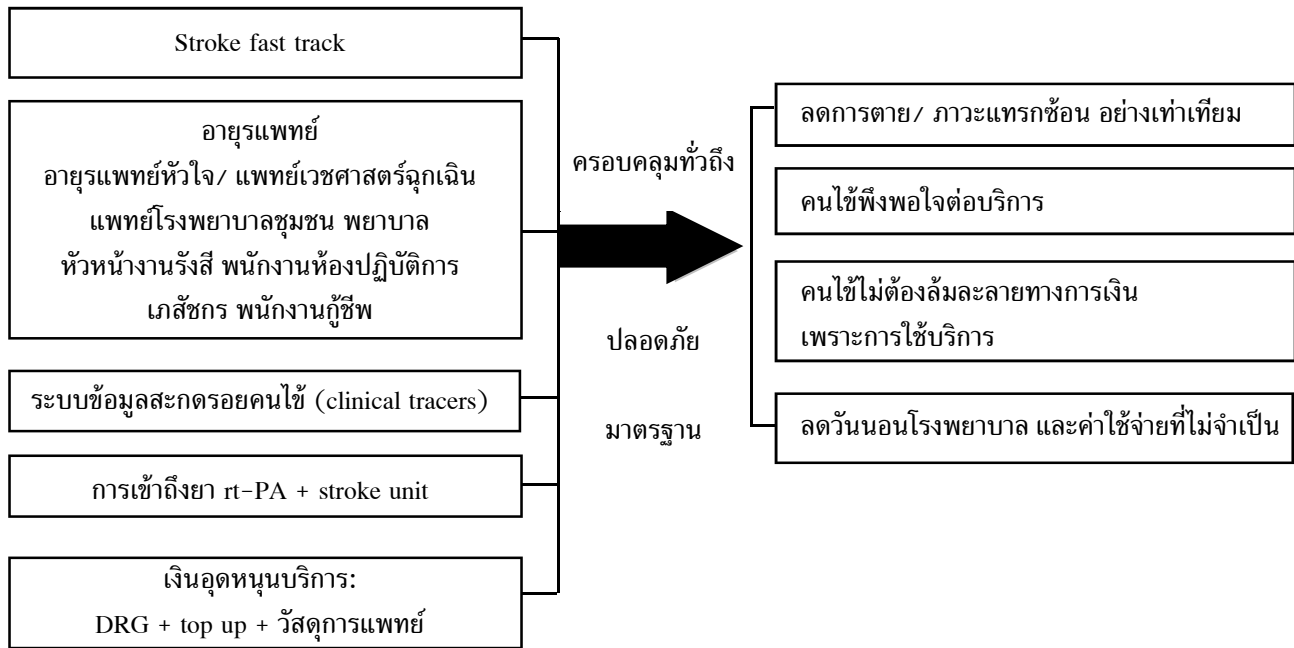 Stroke fast track
อายุรแพทย์
อายุรแพทย์หัวใจ/ แพทย์เวชศาสตร์ฉุกเฉิน
แพทย์โรงพยาบาลชุมชน พยาบาล
หัวหน้างานรังสี พนักงานห้องปฏิบัติการ
เภสัชกร พนักงานกู้ชีพ
ระบบข้อมูลสะกดรอยคนไข้ (clinical tracers)
การเข้าถึงยา rt-PA + stroke unit
เงินอุดหนุนบริการ:
DRG + top up + วัสดุการแพทย์
ครอบคลุมทั่วถึง
ปลอดภัย
มาตรฐาน
ลดการตาย/ ภาวะแทรกซ้อน อย่างเท่าเทียม
คนไข้พึงพอใจต่อบริการ
คนไข้ไม่ต้องล้มละลายทางการเงิน
เพราะการใช้บริการ
ลดวันนอนโรงพยาบาล และค่าใช้จ่ายที่ไม่จำเป็น